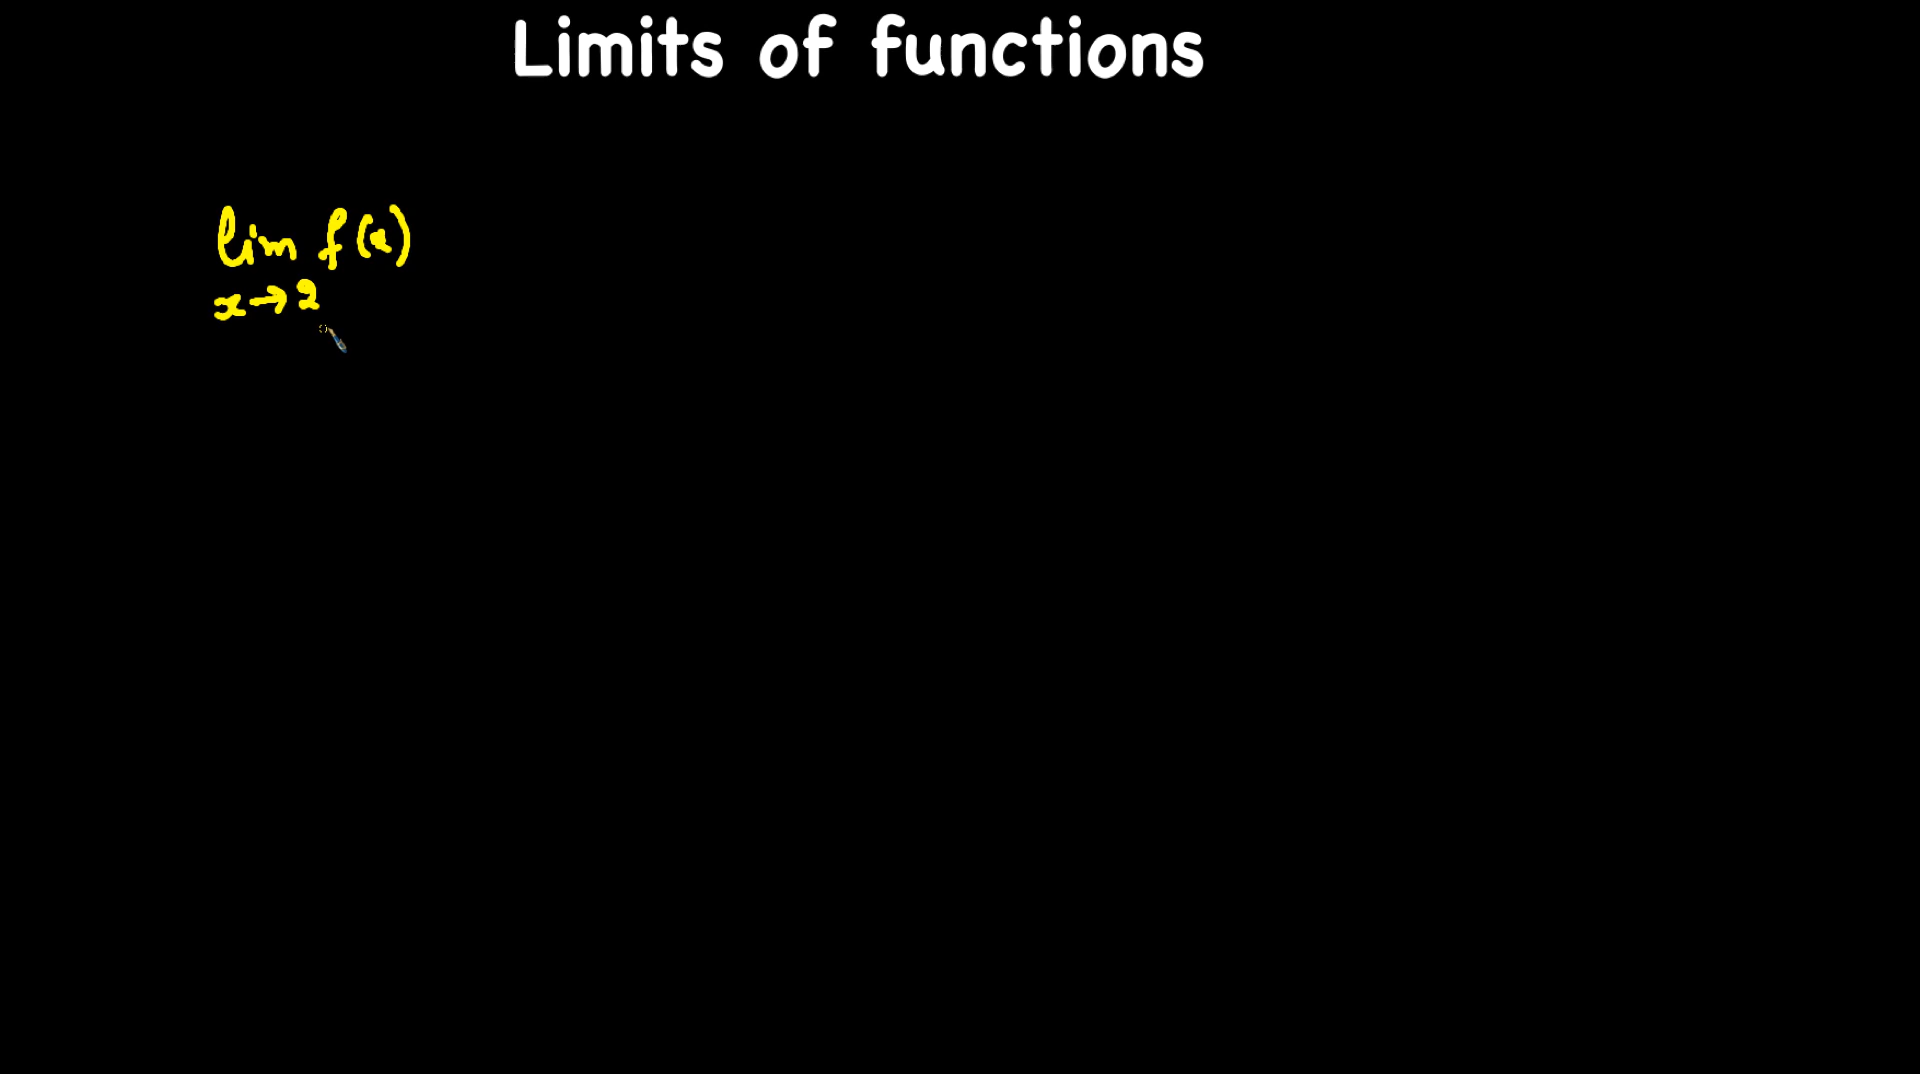 Limits of functions
lim f(x)
x→2